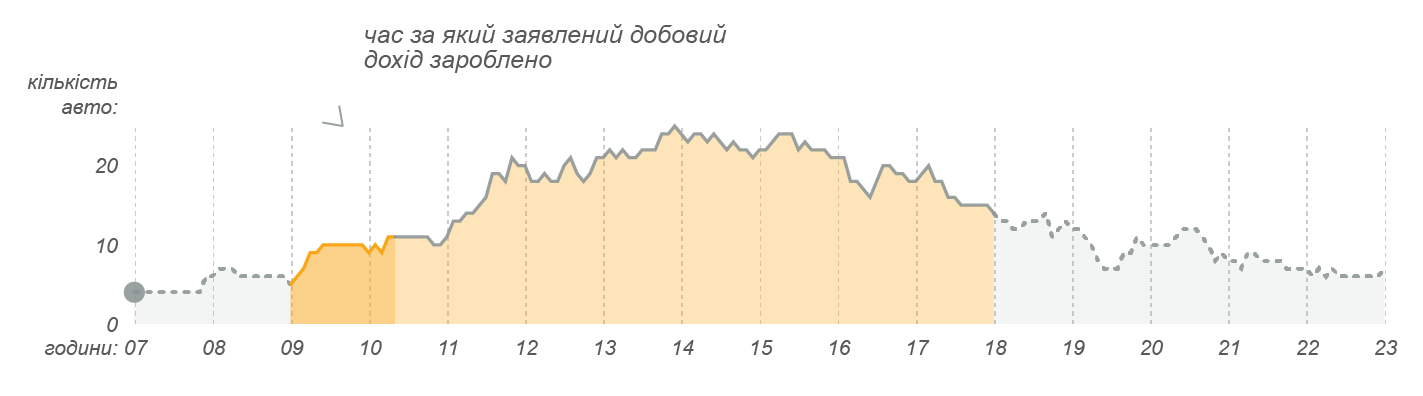 час за який заявлений добовий
дохід зароблено
кількість
авто:
20
10
0
години: 07 08 09 10 11 12 13 14 15 16 17 18 19 20 21 22 23